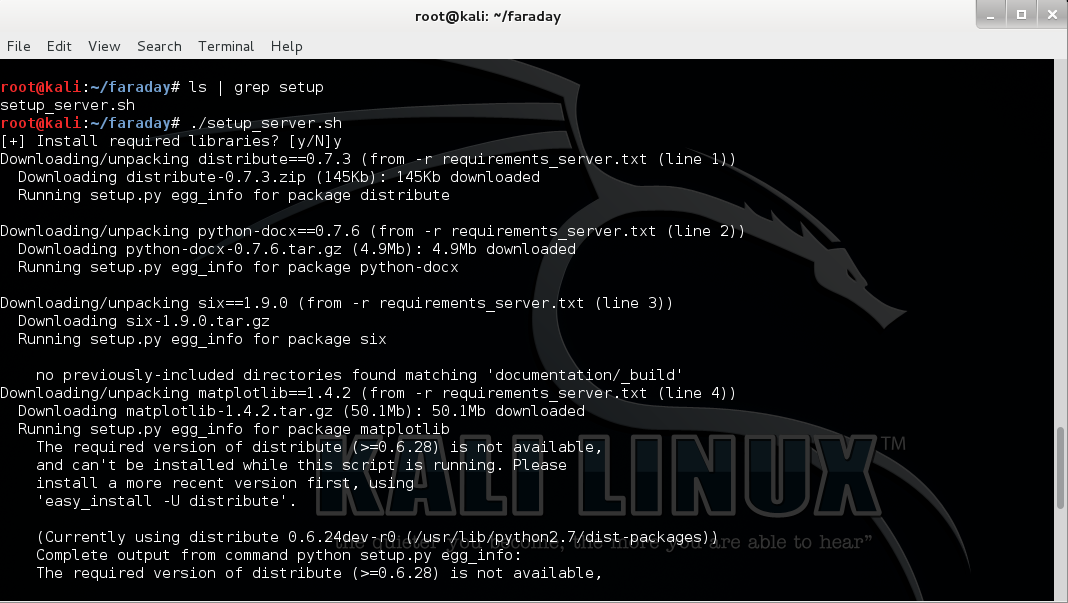 root@kali: ~/faraday
File Edit View Search Terminal Help
root@kali:~/faraday# ls | grep setup
setup_server.sh
root@kali:~/faraday# ./setup_server.sh
[+] Install required libraries? [y/N]y
Downloading/unpacking distribute==0.7.3 (from -r requirements_server.txt (line 1))
  Downloading distribute-0.7.3.zip (145Kb): 145Kb downloaded
  Running setup.py egg_info for package distribute
Downloading/unpacking python-docx==0.7.6 (from -r requirements_server.txt (line 2))
  Downloading python-docx-0.7.6.tar.gz (4.9Mb): 4.9Mb downloaded
  Running setup.py egg_info for package python-docx
Downloading/unpacking six==1.9.0 (from -r requirements_server.txt (line 3))
  Downloading six-1.9.0.tar.gz
  Running setup.py egg_info for package six
    no previously-included directories found matching 'documentation/_build'
Downloading/unpacking matplotlib==1.4.2 (from -r requirements_server.txt (line 4))
  Downloading matplotlib-1.4.2.tar.gz (50.1Mb): 50.1Mb downloaded
  Running setup.py egg_info for package matplotlib
    The required version of distribute (>=0.6.28) is not available,
    and can't be installed while this script is running. Please
    install a more recent version first, using
    'easy_install -U distribute'.
    (Currently using distribute 0.6.24dev-r0 (/usr/lib/python2.7/dist-packages))
    Complete output from command python setup.py egg_info:
    The required version of distribute (>=0.6.28) is not available,
KALI LINUX™
"the quieter you become, the more you are able to hear"